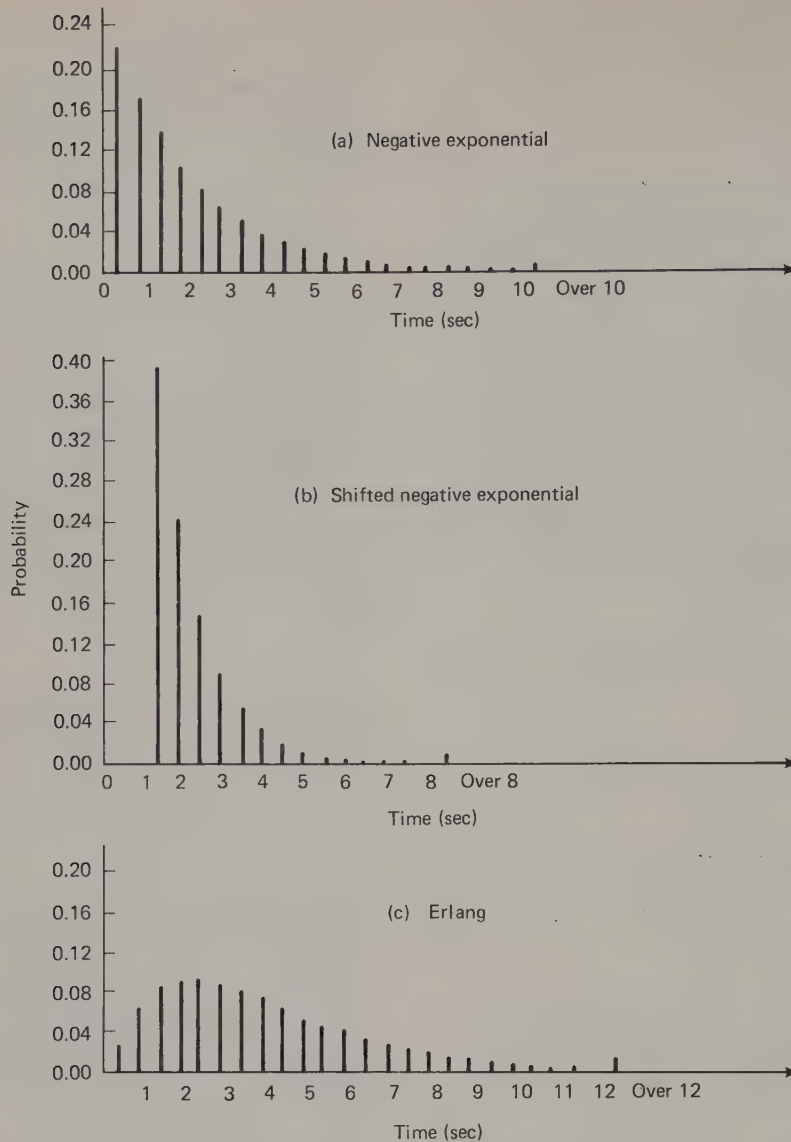 0.24
0.20
0.16
0.12
0.08
0.04
0.00
(a) Negative exponential
0 1 2 3 4 5 6 7 8 9 10 Over 10
Time (sec)
0.40
0.36
0.32
0.28
0.24
0.20
0.16
0.12
0.08
0.04
0.00
Probability
(b) Shifted negative exponential
0 1 2 3 4 5 6 7 8 Over 8
Time (sec)
0.20
0.16
0.12
0.08
0.04
0.00
(c) Erlang
1 2 3 4 5 6 7 8 9 10 11 12 Over 12
Time (sec)